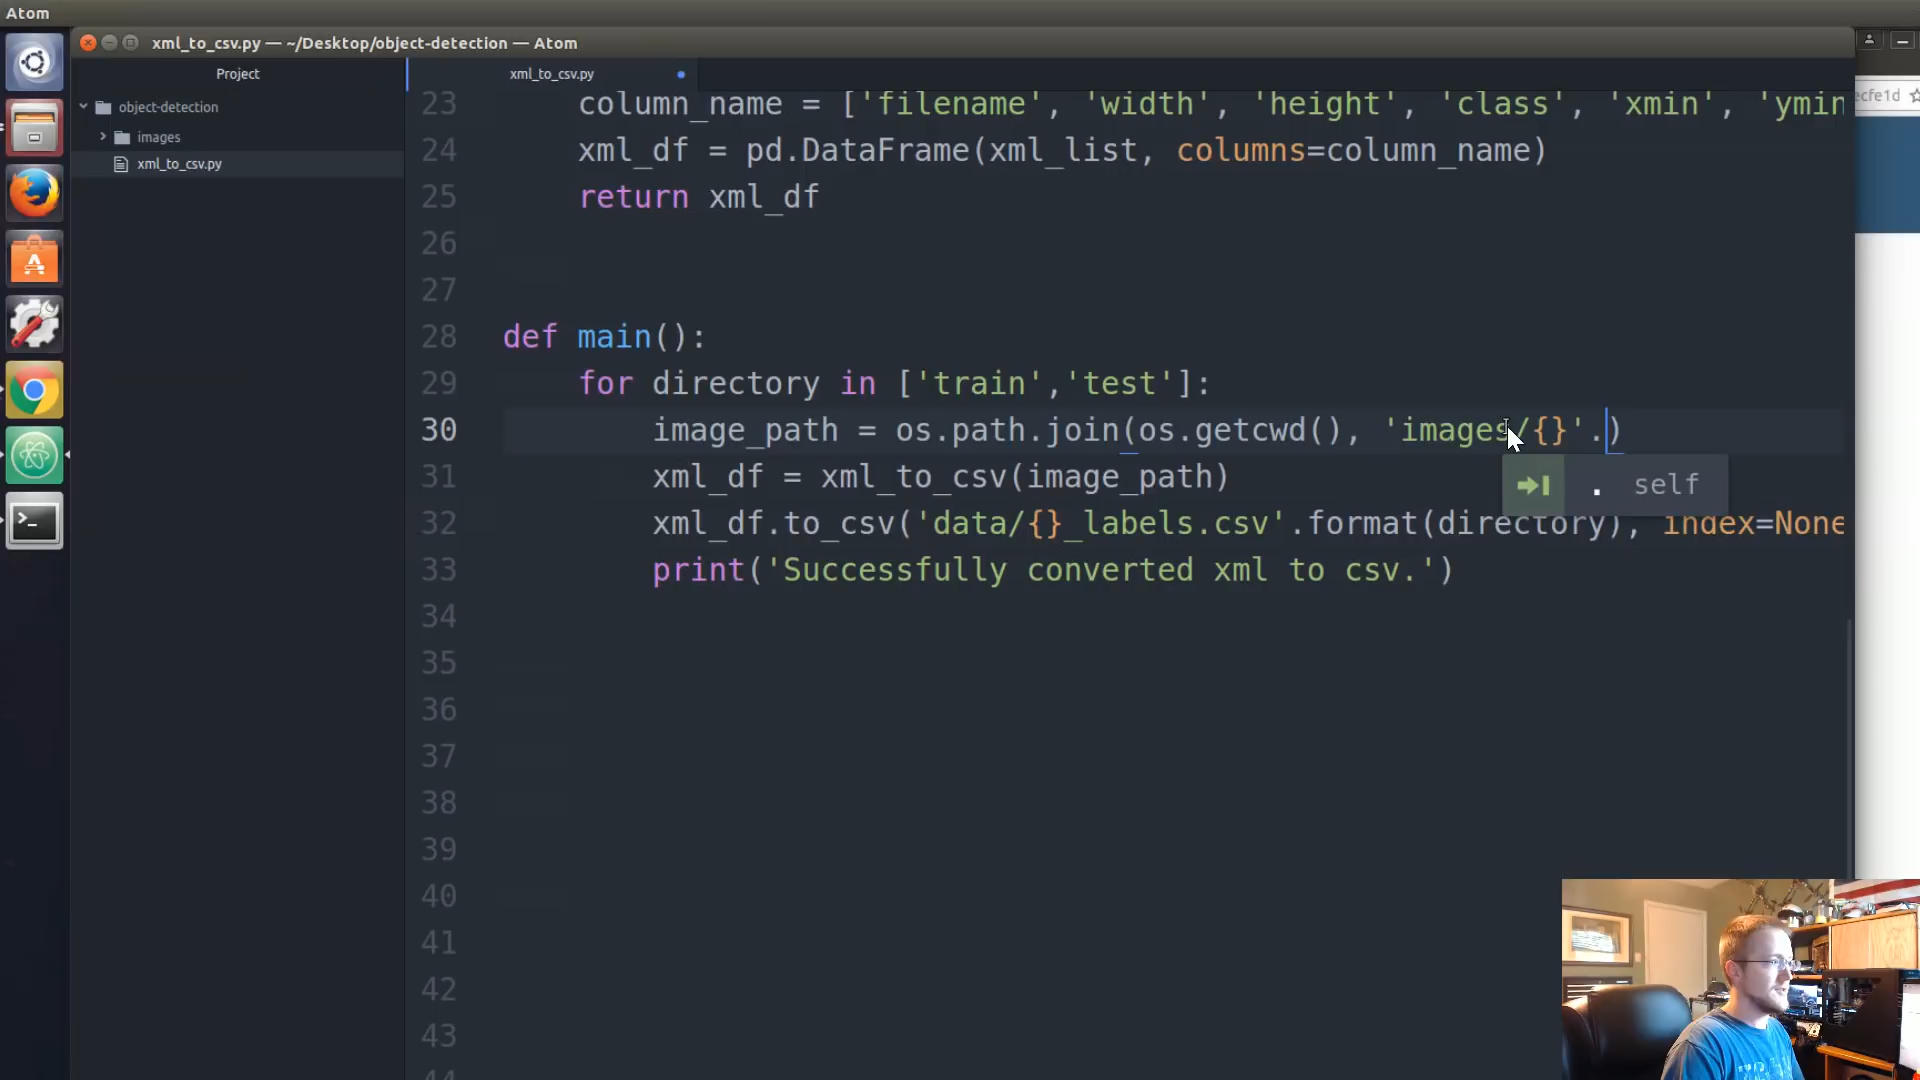 Atom
xml_to_csv.py — ~/Desktop/object-detection — Atom
Project
xml_to_csv.py
object-detection
images
xml_to_csv.py
ecfe1d
23 column_name = ['filename', 'width', 'height', 'class', 'xmin', 'ymin
24 xml_df = pd.DataFrame(xml_list, columns=column_name)
25 return xml_df
26
27
28 def main():
29 for directory in ['train','test']:
30 image_path = os.path.join(os.getcwd(), 'images/{}'.)
. self
31 xml_df = xml_to_csv(image_path)
32 xml_df.to_csv('data/{}_labels.csv'.format(directory), index=None
33 print('Successfully converted xml to csv.')
34
35
36
37
38
39
40
41
42
43
44